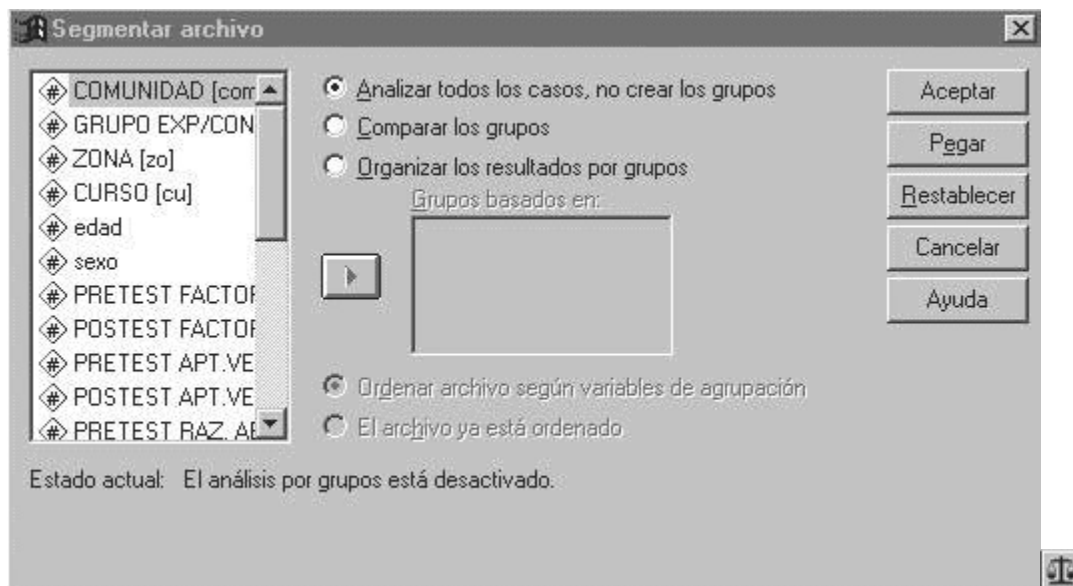 Segmentar archivo
COMUNIDAD [com
GRUPO EXP/CON
ZONA [zo]
CURSO [cu]
edad
sexo
PRETEST FACTOR
POSTEST FACTOR
PRETEST APT.VE
POSTEST APT.VE
PRETEST RAZ. AB
Analizar todos los casos, no crear los grupos
Comparar los grupos
Organizar los resultados por grupos
Grupos basados en:
Ordenar archivo según variables de agrupación
El archivo ya está ordenado
Aceptar
Pegar
Restablecer
Cancelar
Ayuda
Estado actual: El análisis por grupos está desactivado.